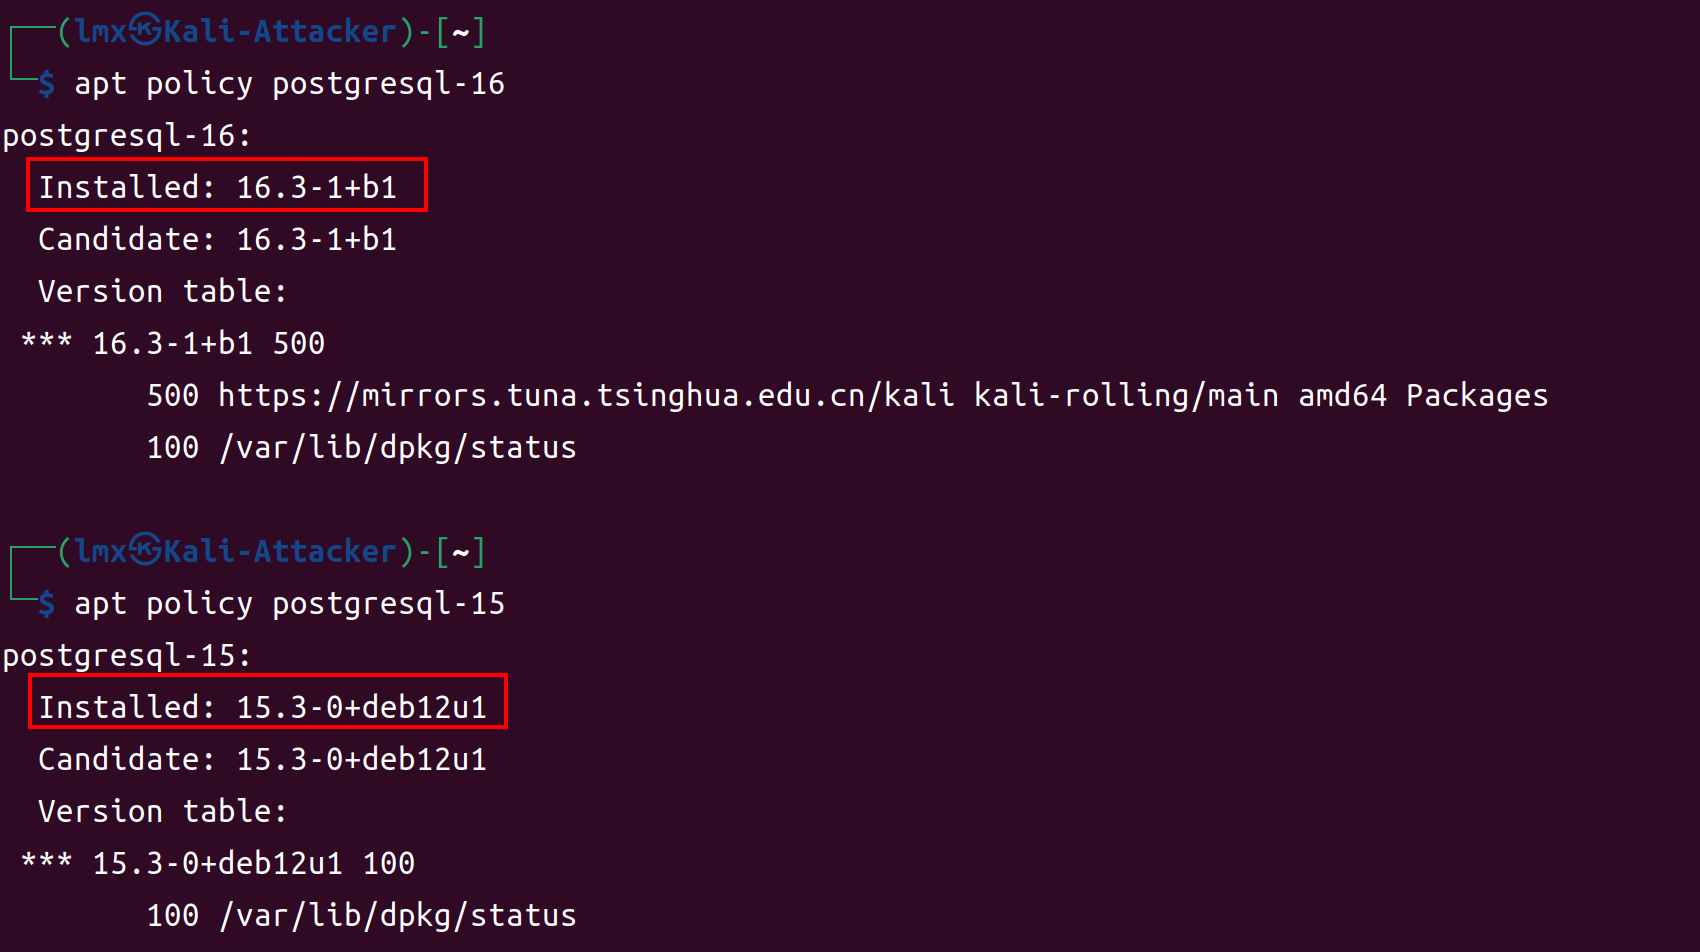 ┌──(lmx㉿Kali-Attacker)-[~]
└─$ apt policy postgresql-16
postgresql-16:
  Installed: 16.3-1+b1
  Candidate: 16.3-1+b1
  Version table:
 *** 16.3-1+b1 500
        500 https://mirrors.tuna.tsinghua.edu.cn/kali kali-rolling/main amd64 Packages
        100 /var/lib/dpkg/status
┌──(lmx㉿Kali-Attacker)-[~]
└─$ apt policy postgresql-15
postgresql-15:
  Installed: 15.3-0+deb12u1
  Candidate: 15.3-0+deb12u1
  Version table:
 *** 15.3-0+deb12u1 100
        100 /var/lib/dpkg/status